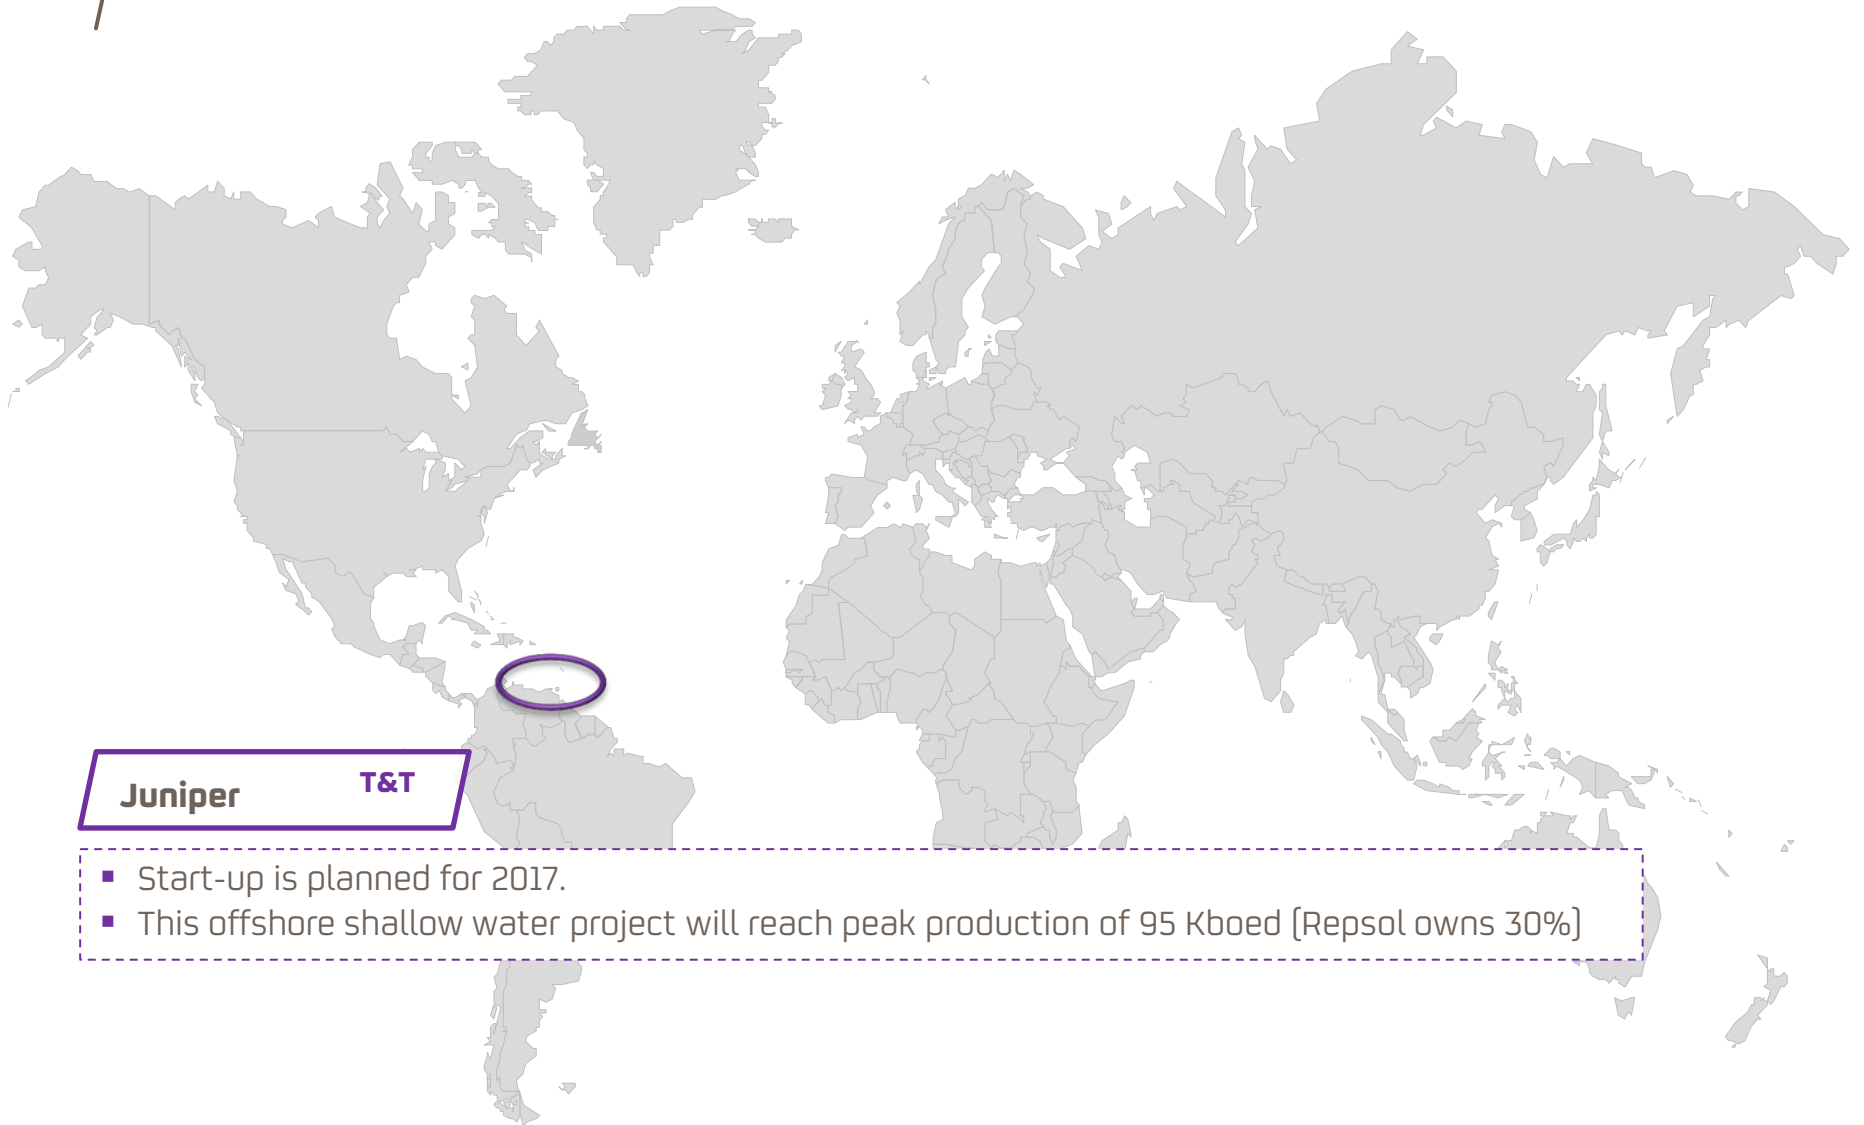 Juniper T&T
▪ Start-up is planned for 2017.
▪ This offshore shallow water project will reach peak production of 95 Kboed (Repsol owns 30%)